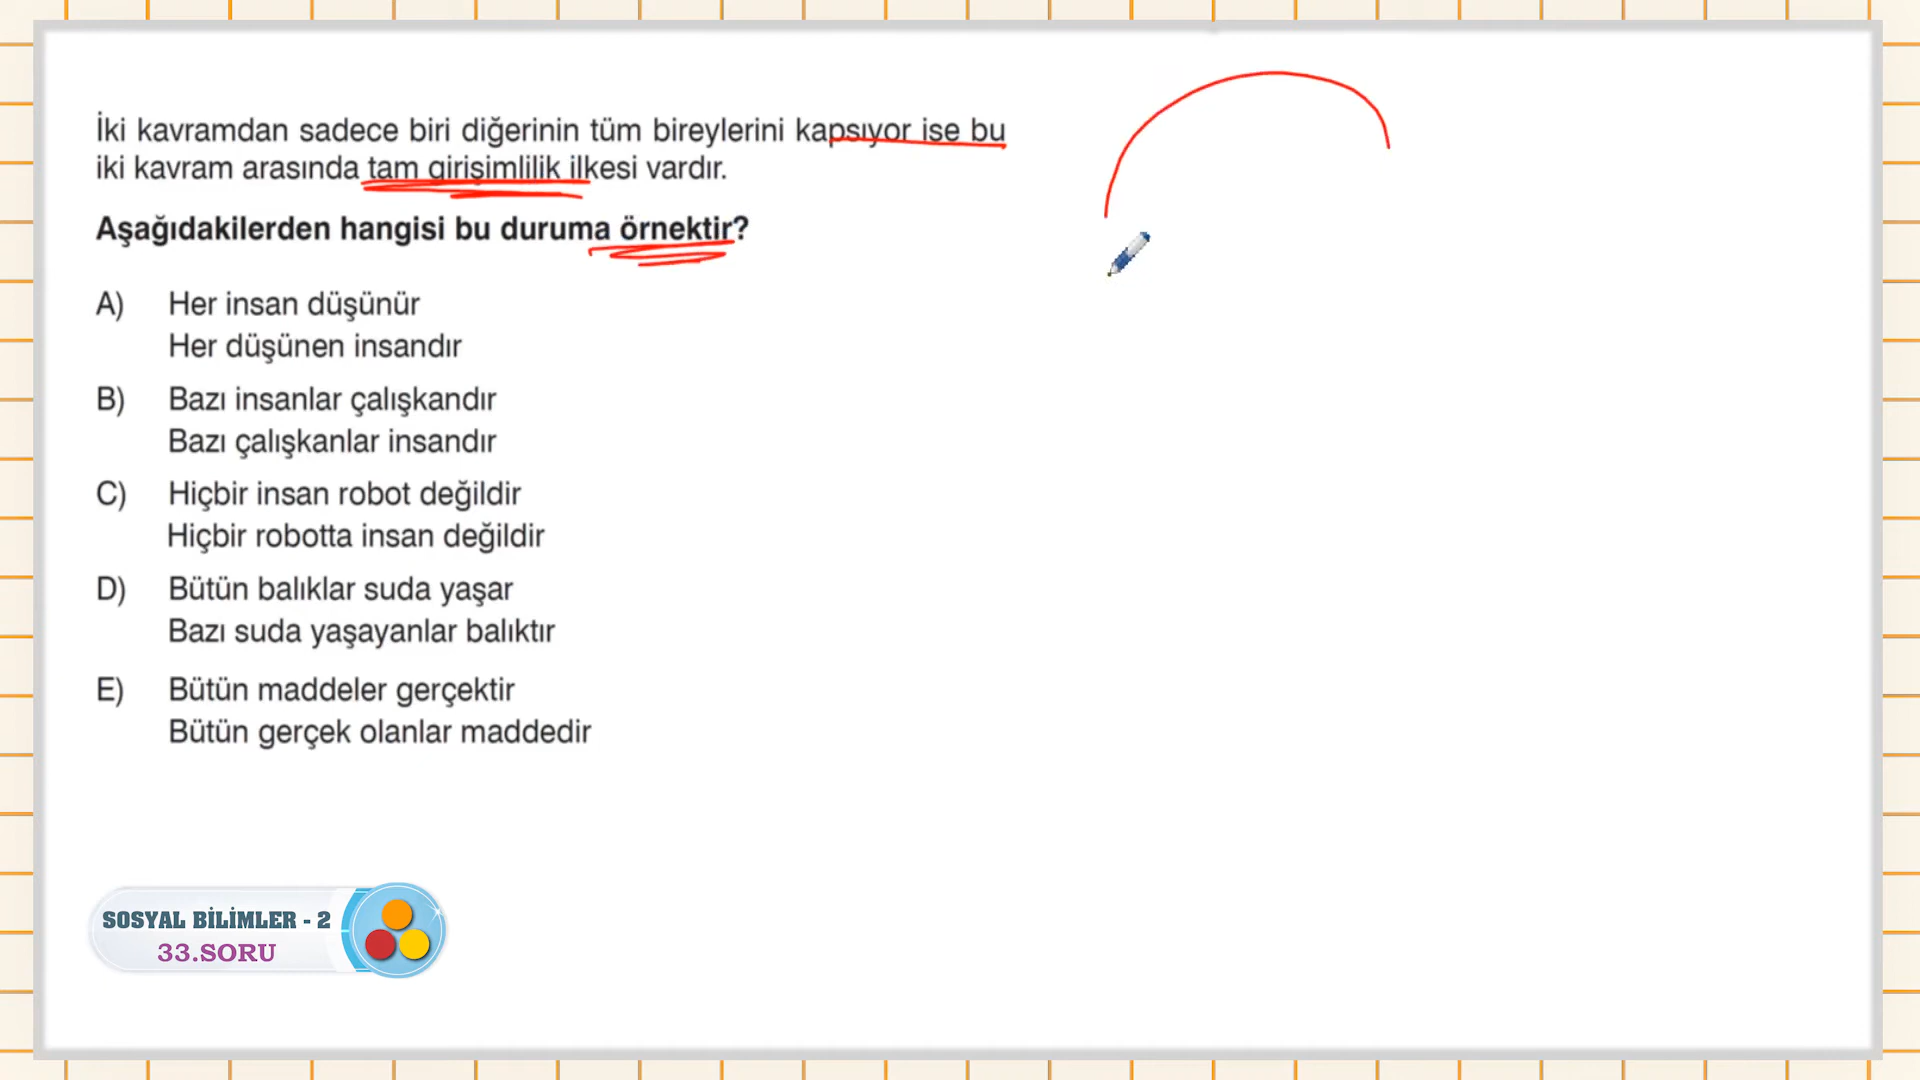 İki kavramdan sadece biri diğerinin tüm bireylerini kapsıyor ise bu
iki kavram arasında tam girişimlilik ilkesi vardır.
Aşağıdakilerden hangisi bu duruma örnektir?
A) Her insan düşünür
Her düşünen insandır
B) Bazı insanlar çalışkandır
Bazı çalışkanlar insandır
C) Hiçbir insan robot değildir
Hiçbir robotta insan değildir
D) Bütün balıklar suda yaşar
Bazı suda yaşayanlar balıktır
E) Bütün maddeler gerçektir
Bütün gerçek olanlar maddedir
SOSYAL BİLİMLER - 2
33.SORU